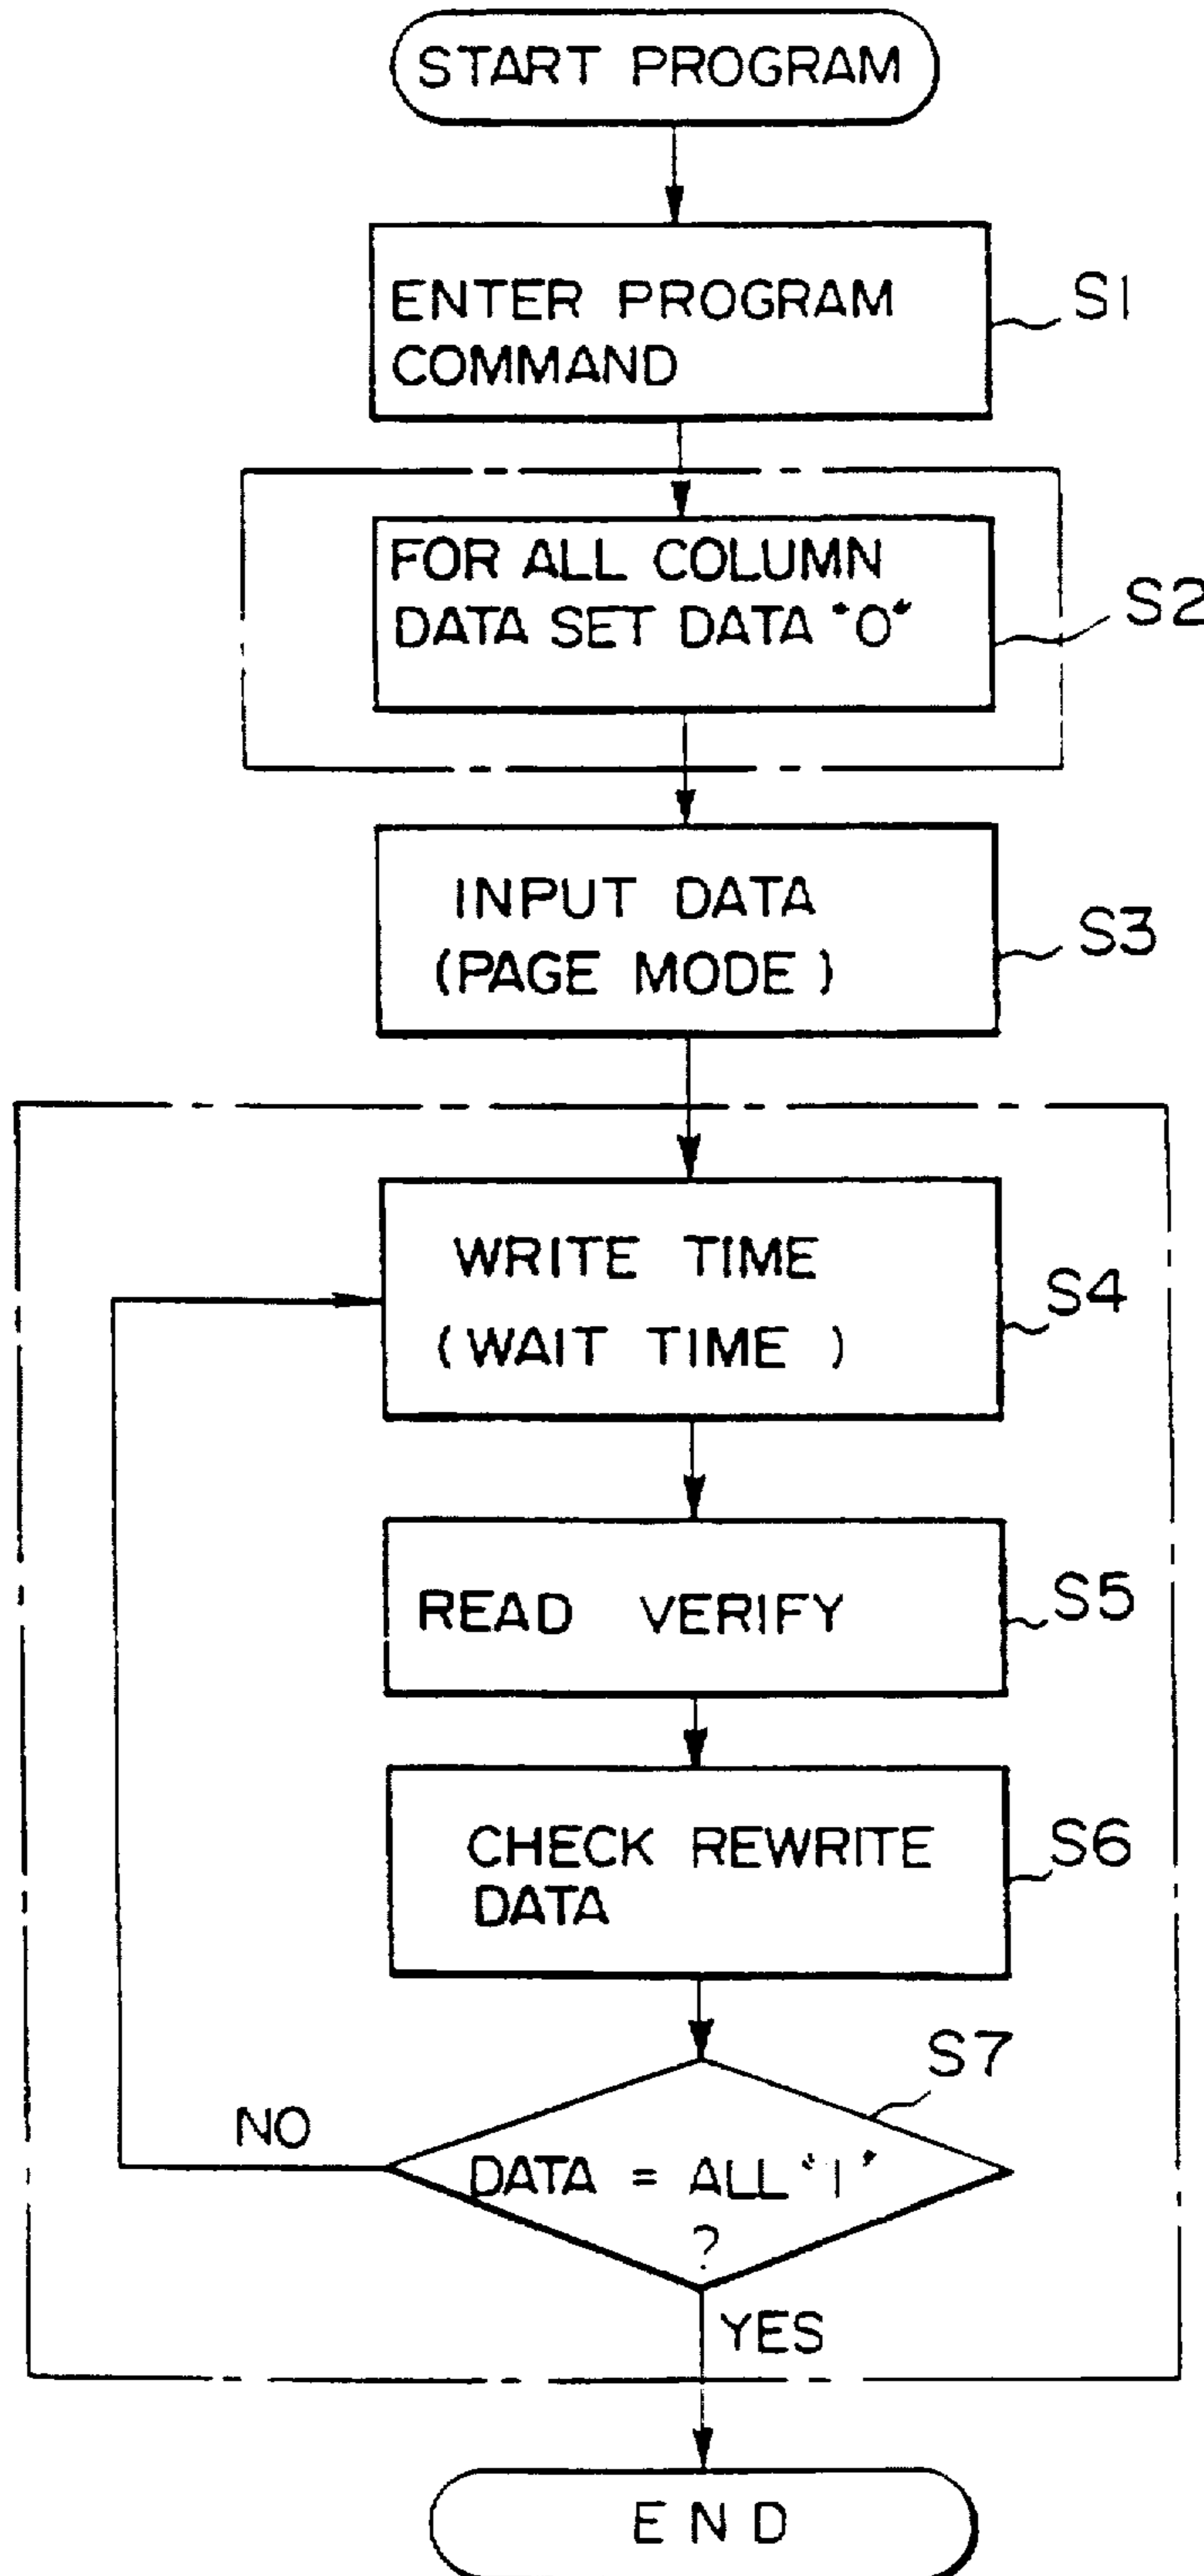 START PROGRAM
ENTER PROGRAM
COMMAND
S1
FOR ALL COLUMN
DATA SET DATA "0"
S2
INPUT DATA
(PAGE MODE)
S3
WRITE TIME
(WAIT TIME)
S4
READ VERIFY
S5
CHECK REWRITE
DATA
S6
S7
NO
DATA = ALL "1"
?
YES
END